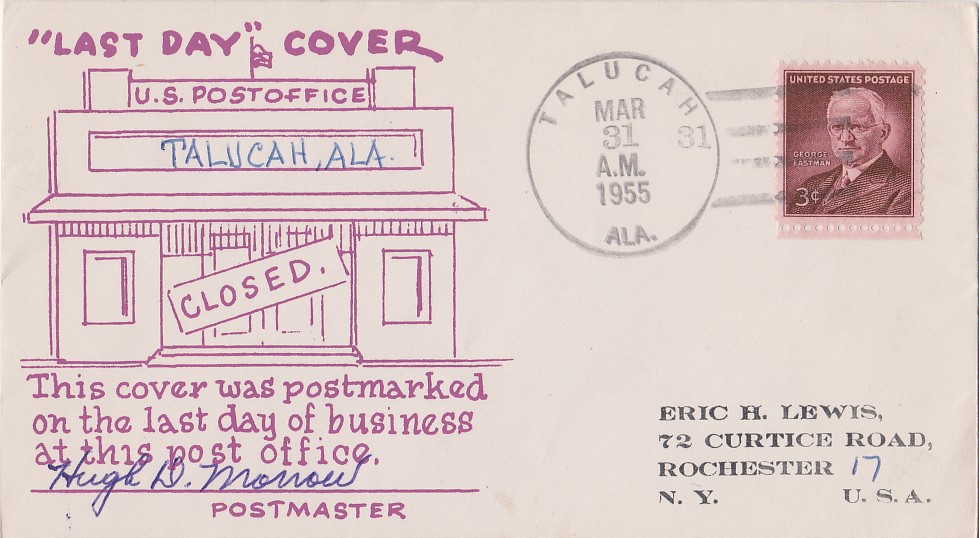 "LAST DAY" COVER
U.S. POSTOFFICE
TALUCAH, ALA.
CLOSED.
This cover was postmarked
on the last day of business
at this post office.
Hugh D. Morrow
POSTMASTER
TALUCAH
MAR
31 31
A.M.
1955
ALA.
UNITED STATES POSTAGE
GEORGE
EASTMAN
3¢
ERIC H. LEWIS,
72 CURTICE ROAD,
ROCHESTER 17
N. Y. U. S. A.